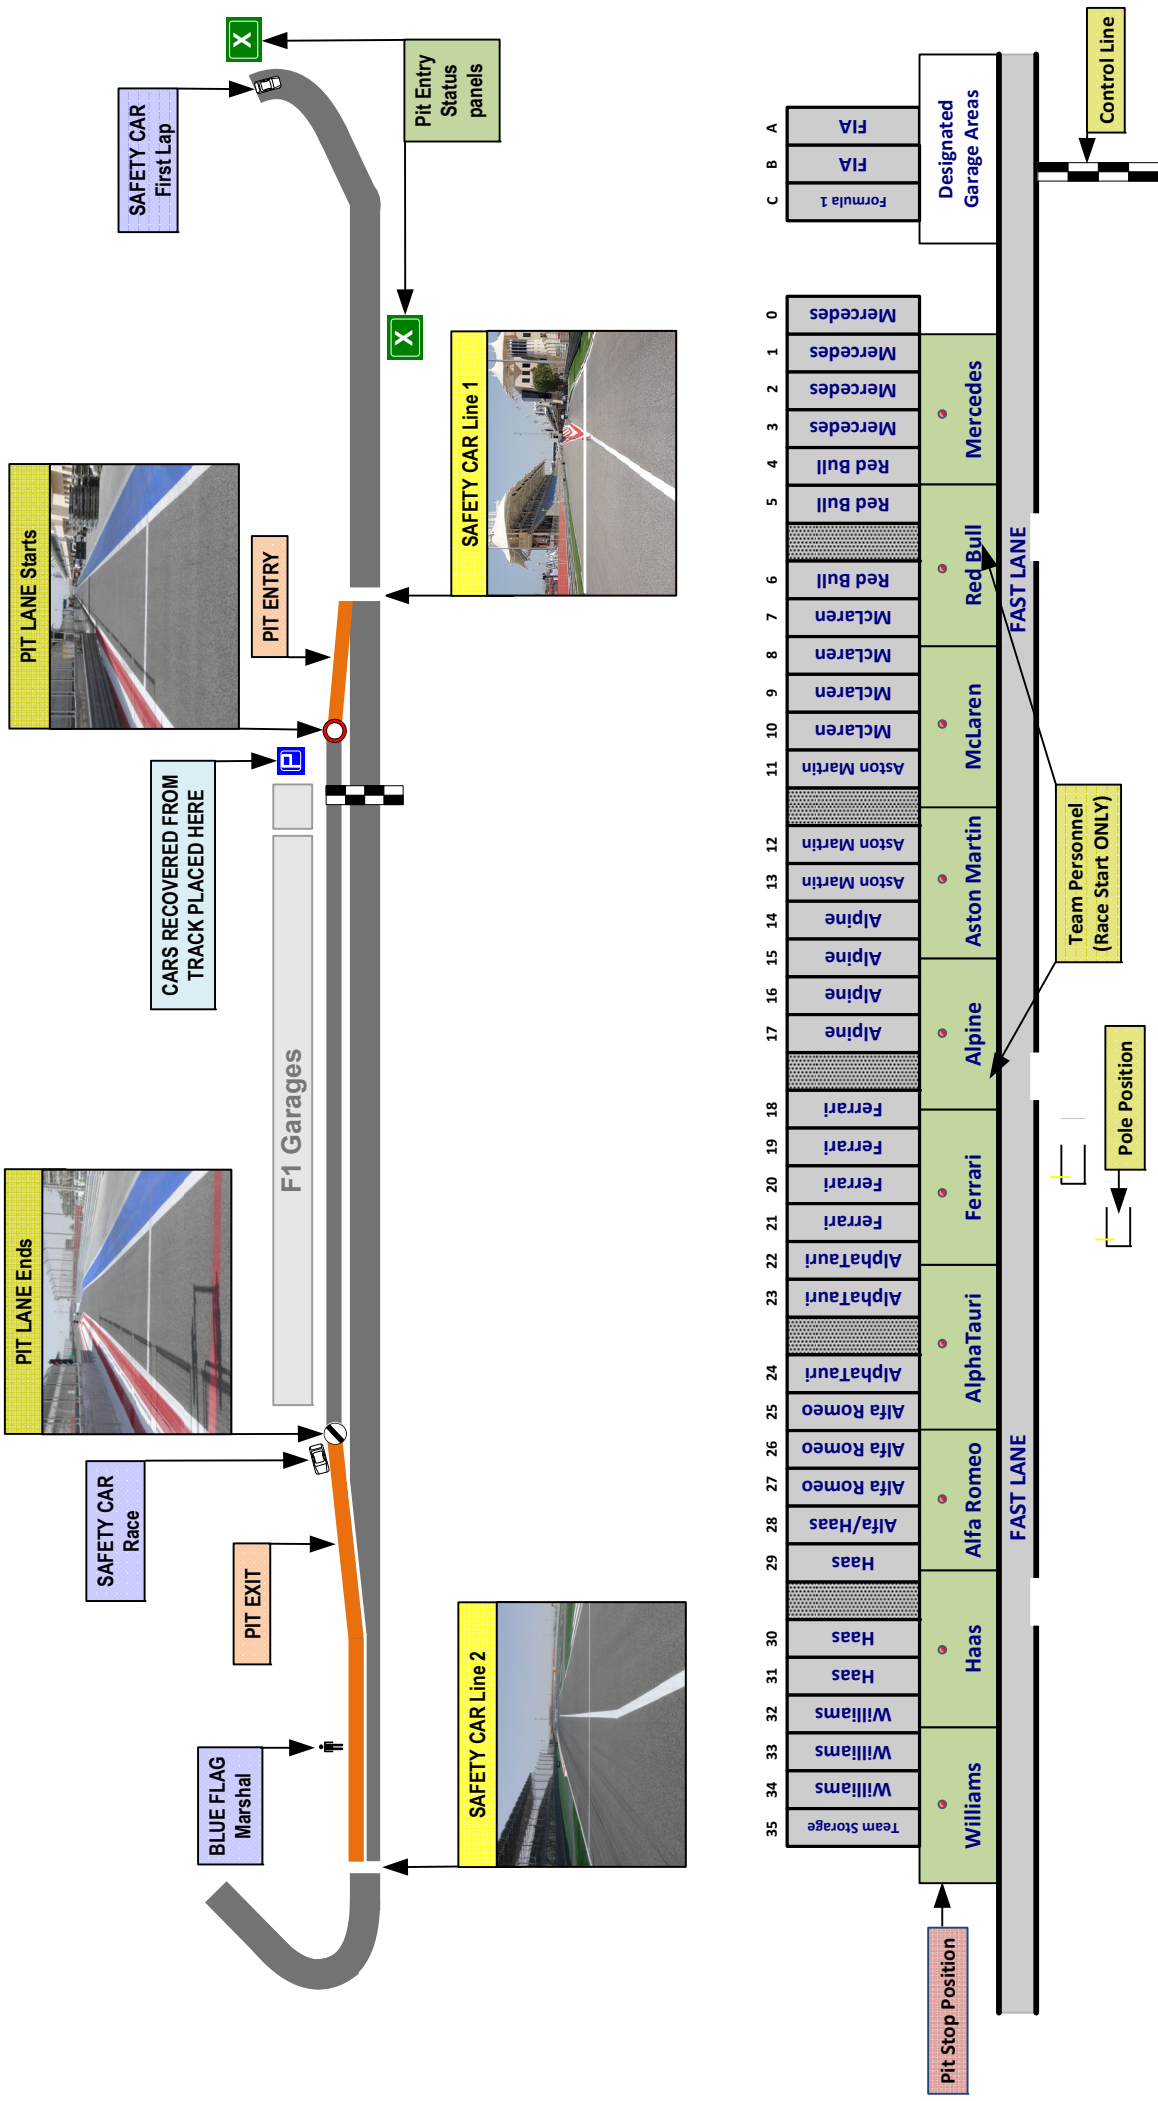 SAFETY CAR
First Lap
X
Pit Entry
Status
panels
X
PIT LANE Starts
PIT ENTRY
SAFETY CAR Line 1
CARS RECOVERED FROM
TRACK PLACED HERE
P
F1 Garages
PIT LANE Ends
SAFETY CAR
Race
PIT EXIT
SAFETY CAR Line 2
BLUE FLAG
Marshal
A
FIA
B
FIA
C
Formula 1
Designated
Garage Areas
Control Line
0
Mercedes
1
Mercedes
2
Mercedes
3
Mercedes
4
Red Bull
5
Red Bull
6
Red Bull
7
McLaren
8
McLaren
9
McLaren
10
McLaren
11
Aston Martin
12
Aston Martin
13
Aston Martin
14
Alpine
15
Alpine
16
Alpine
17
Alpine
18
Ferrari
19
Ferrari
20
Ferrari
21
Ferrari
22
AlphaTauri
23
AlphaTauri
24
AlphaTauri
25
Alfa Romeo
26
Alfa Romeo
27
Alfa Romeo
28
Alfa/Haas
29
Haas
30
Haas
31
Haas
32
Williams
33
Williams
34
Williams
35
Team Storage
Mercedes
Red Bull
McLaren
Aston Martin
Alpine
Ferrari
AlphaTauri
Alfa Romeo
Haas
Williams
FAST LANE
FAST LANE
Team Personnel
(Race Start ONLY)
Pole Position
Pit Stop Position